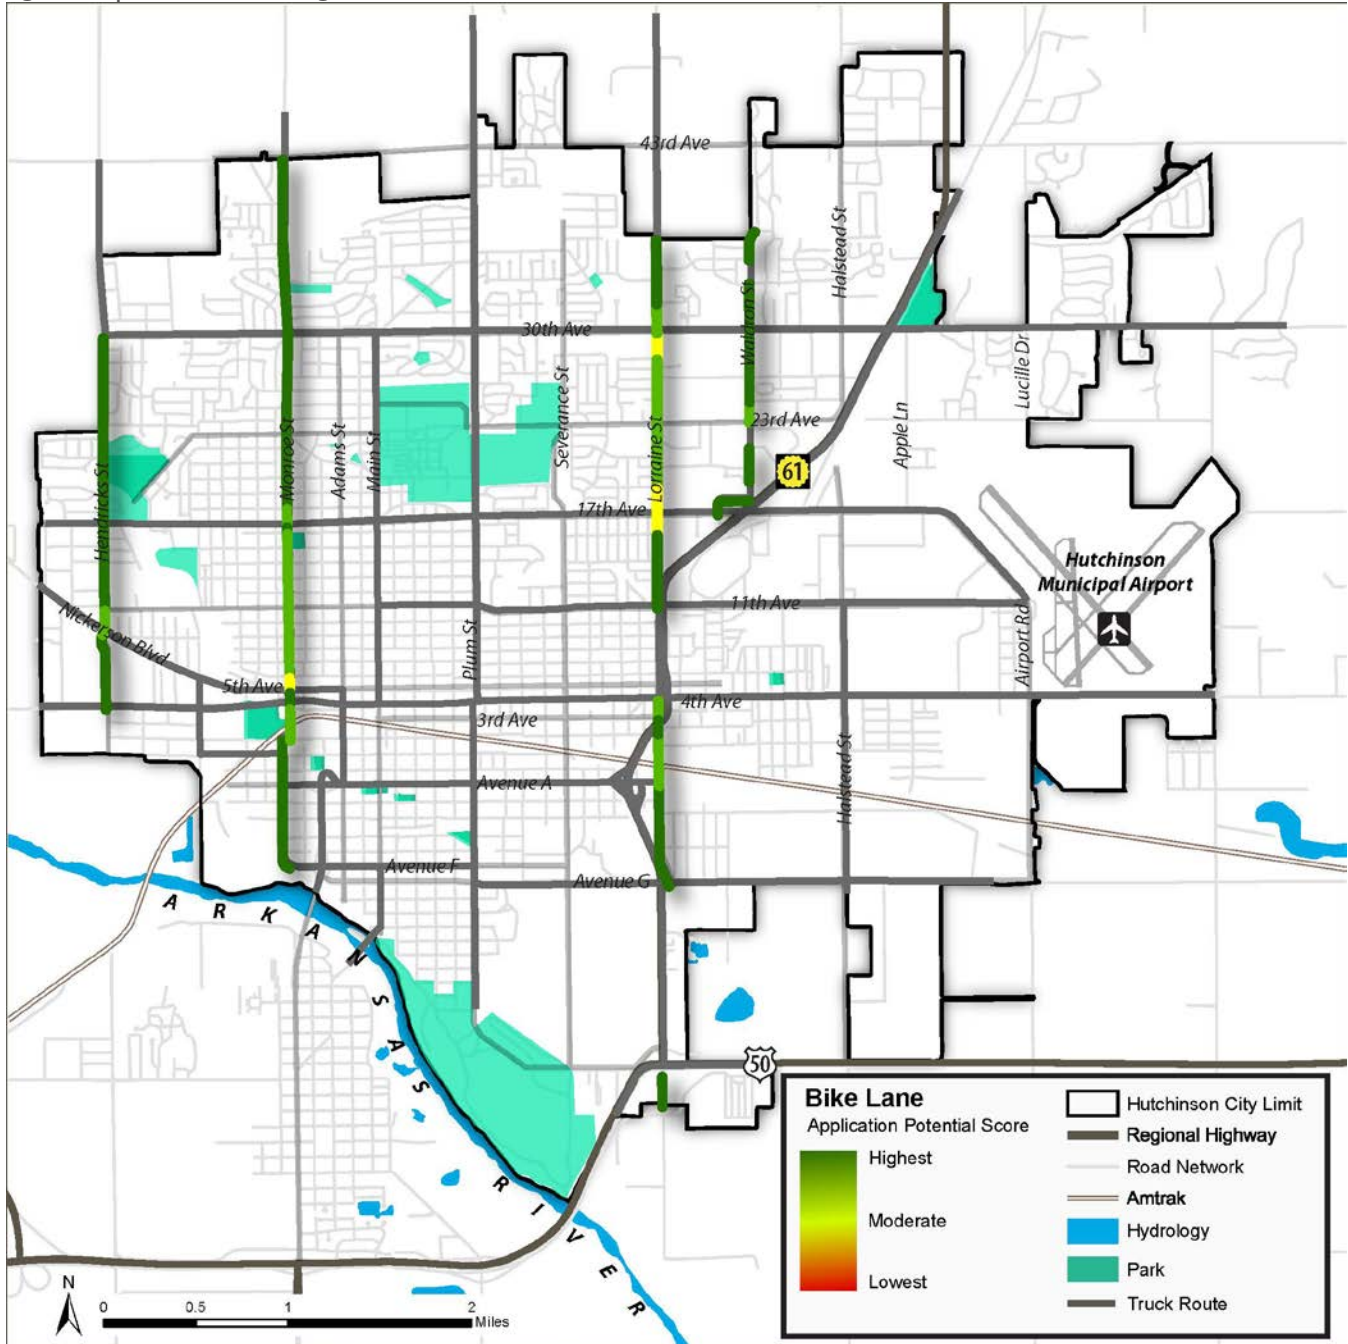 43rd Ave
Halstead St
30th Ave
Waldron St
Lucille Dr
Severance St
Lorraine St
23rd Ave
Apple Ln
Hendricks St
Monroe St
Adams St
Main St
61
17th Ave
Hutchinson
Municipal Airport
11th Ave
Nickerson Blvd
Plum St
Airport Rd
5th Ave
4th Ave
3rd Ave
Avenue A
Halstead St
Avenue F
Avenue G
ARKANSAS RIVER
50
Bike Lane
Application Potential Score
Highest
Moderate
Lowest
Hutchinson City Limit
Regional Highway
Road Network
Amtrak
Hydrology
Park
Truck Route
N
0 0.5 1 2
Miles